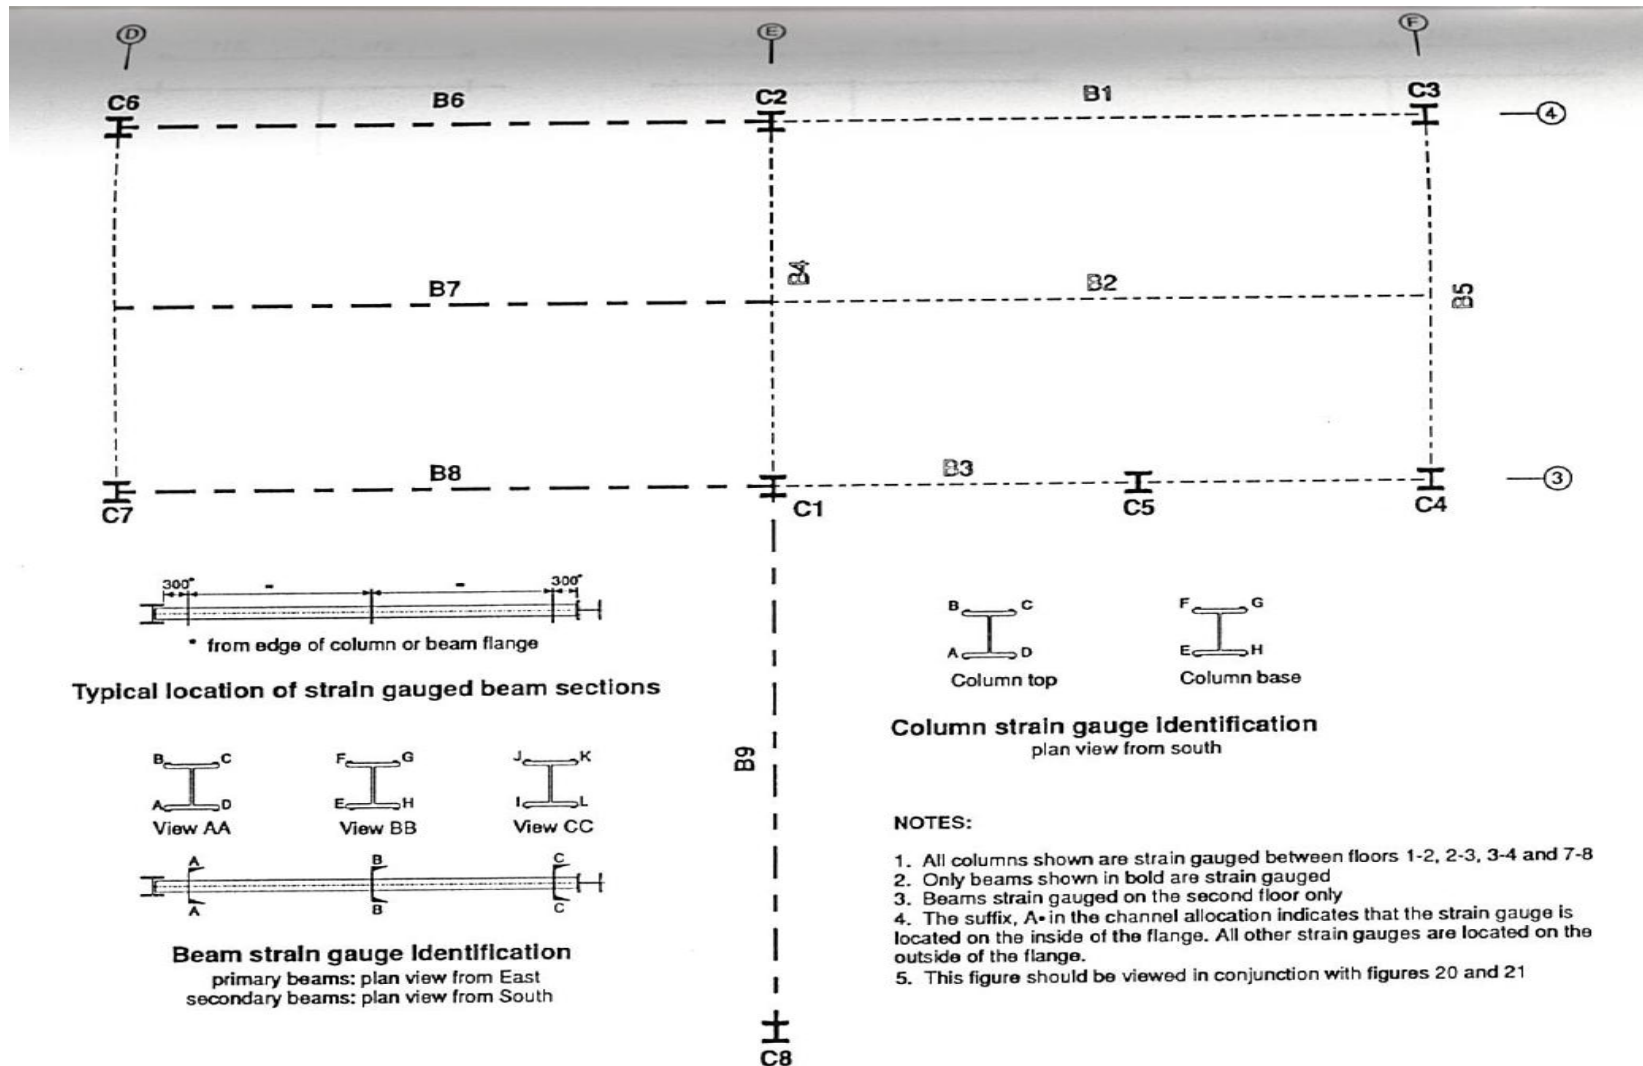 D
E
F
C6
B6
C2
B1
C3
4
B7
B4
B2
B5
B8
B3
3
C7
C1
C5
C4
300*
-
-
300*
* from edge of column or beam flange
Typical location of strain gauged beam sections
B C
A D
View AA
F G
E H
View BB
J K
I L
View CC
A
B
C
A
B
C
Beam strain gauge identification
primary beams: plan view from East
secondary beams: plan view from South
B9
C8
B C
A D
Column top
F G
E H
Column base
Column strain gauge identification
plan view from south
NOTES:
1. All columns shown are strain gauged between floors 1-2, 2-3, 3-4 and 7-8
2. Only beams shown in bold are strain gauged
3. Beams strain gauged on the second floor only
4. The suffix, A• in the channel allocation indicates that the strain gauge is
located on the inside of the flange. All other strain gauges are located on the
outside of the flange.
5. This figure should be viewed in conjunction with figures 20 and 21